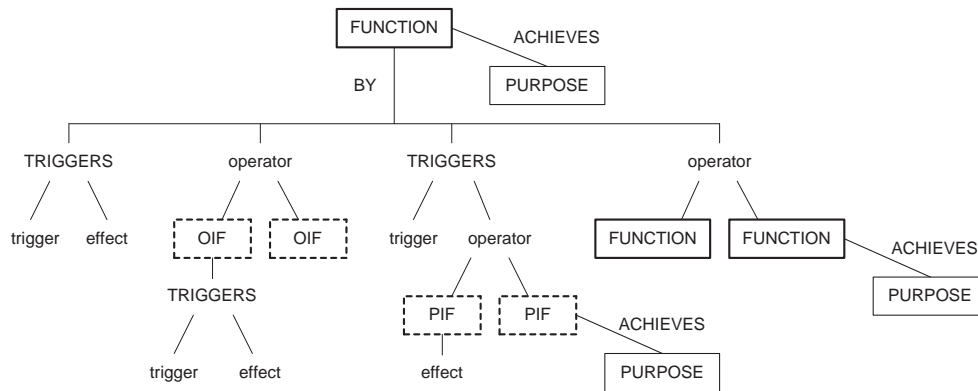 FUNCTION
ACHIEVES
BY
PURPOSE
TRIGGERS operator TRIGGERS operator
trigger effect OIF OIF trigger operator FUNCTION FUNCTION
ACHIEVES
TRIGGERS PIF PIF PURPOSE
ACHIEVES
trigger effect effect PURPOSE